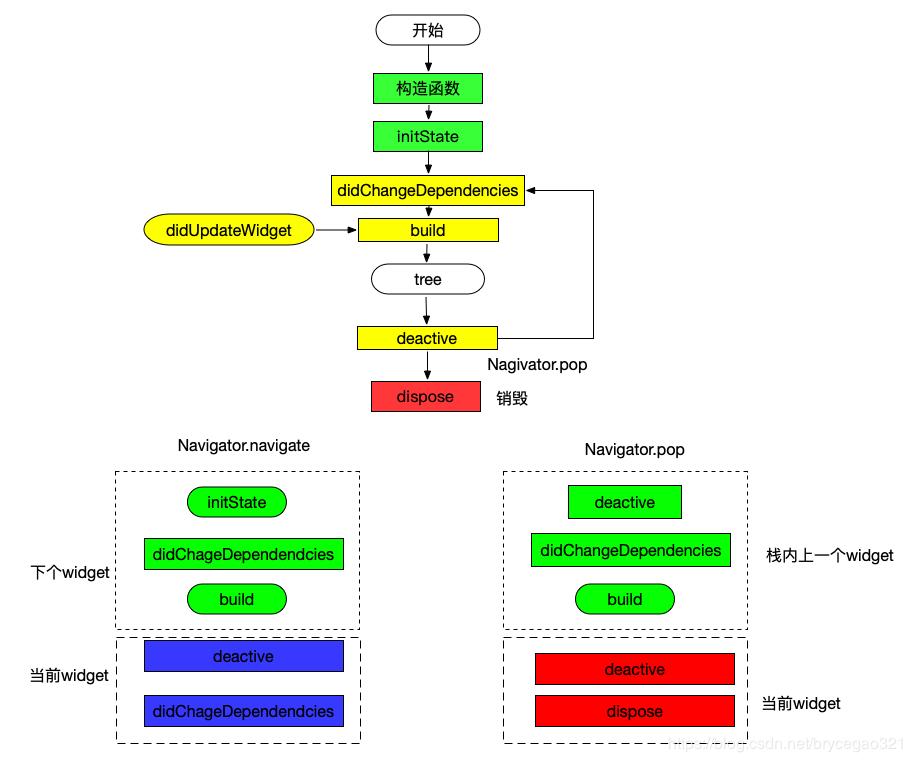 开始
构造函数
initState
didChangeDependencies
didUpdateWidget
build
tree
deactive
Nagivator.pop
dispose
销毁
Navigator.navigate
initState
didChageDependendcies
下个widget
build
deactive
当前widget
didChageDependendcies
Navigator.pop
deactive
didChangeDependencies
栈内上一个widget
build
deactive
dispose
当前widget
https://blog.csdn.net/brycegao321